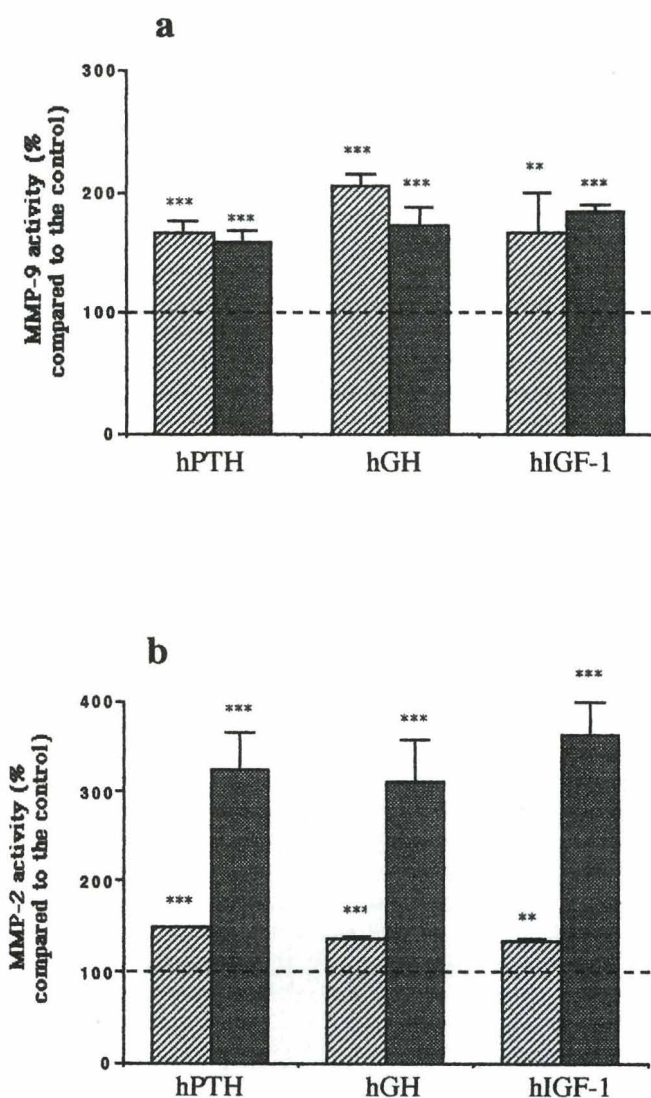 a
MMP-9 activity (%
compared to the control)
300
200
100
0
*** *** *** *** ** ***
hPTH hGH hIGF-1
b
MMP-2 activity (%
compared to the control)
400
300
200
100
0
*** *** *** *** ** ***
hPTH hGH hIGF-1